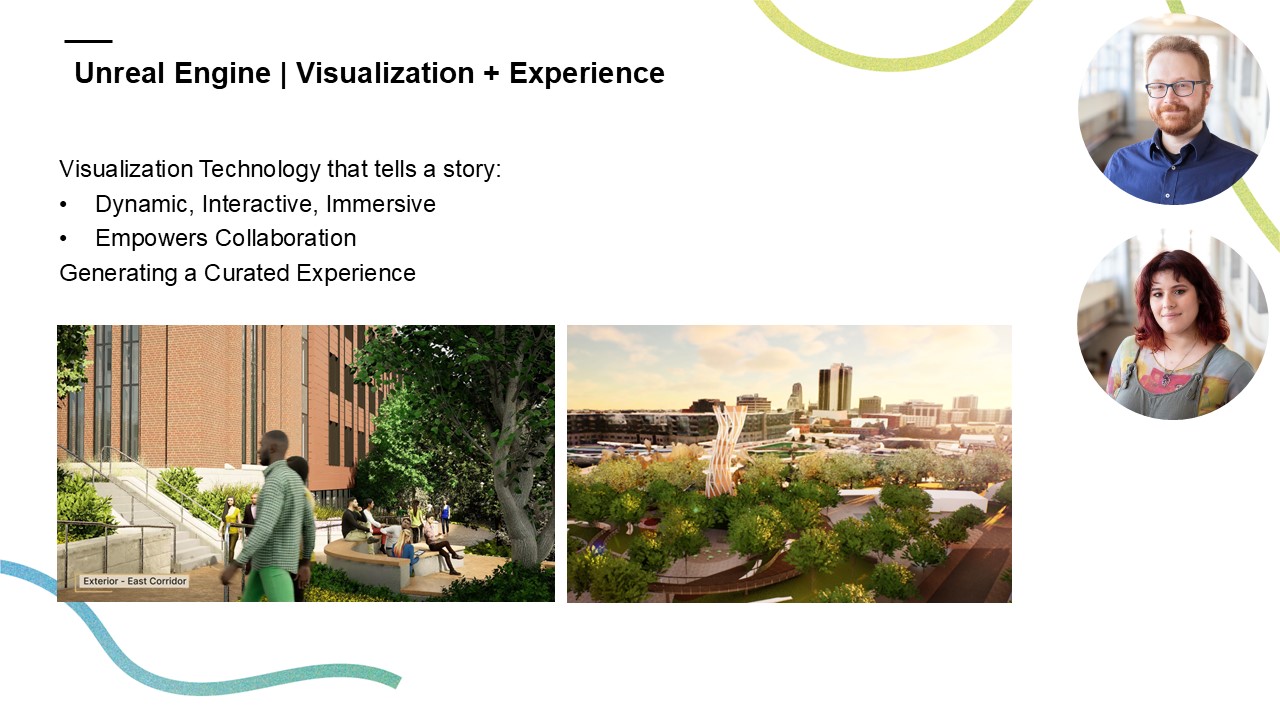 Unreal Engine | Visualization + Experience
Visualization Technology that tells a story:
• Dynamic, Interactive, Immersive
• Empowers Collaboration
Generating a Curated Experience
Exterior - East Corridor